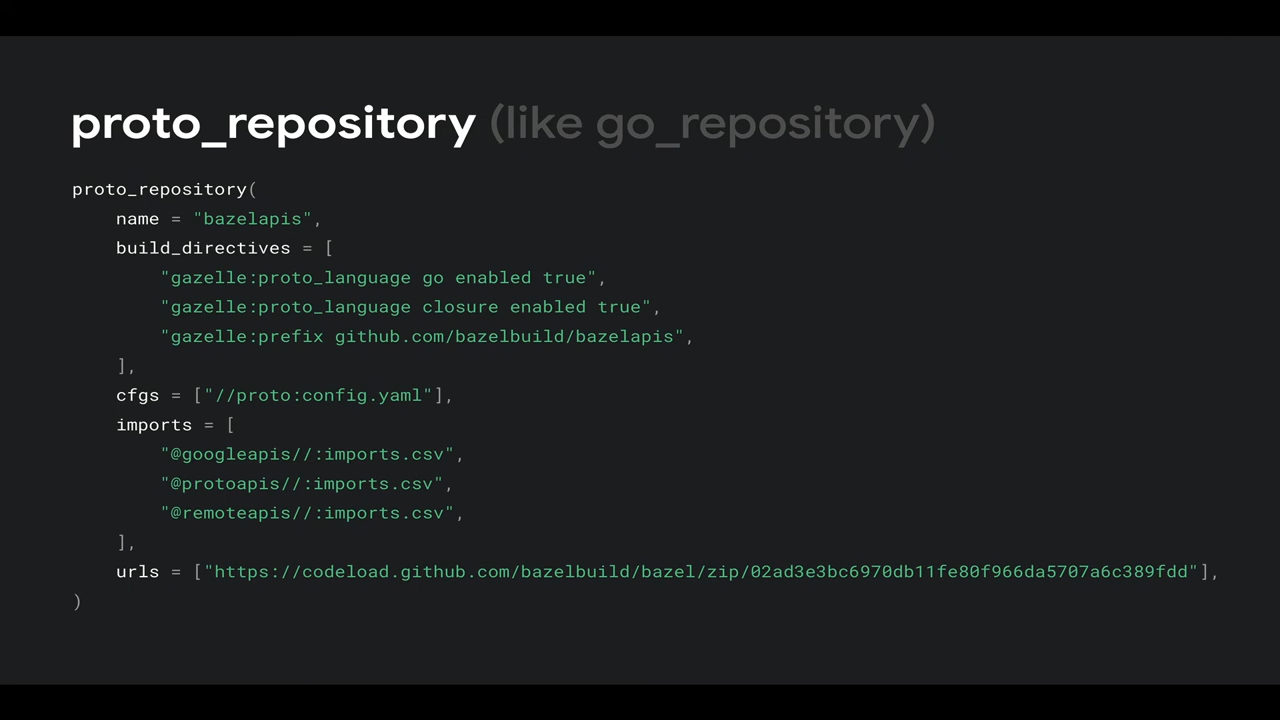 proto_repository (like go_repository)
proto_repository(
    name = "bazelapis",
    build_directives = [
        "gazelle:proto_language go enabled true",
        "gazelle:proto_language closure enabled true",
        "gazelle:prefix github.com/bazelbuild/bazelapis",
    ],
    cfgs = ["//proto:config.yaml"],
    imports = [
        "@googleapis//:imports.csv",
        "@protoapis//:imports.csv",
        "@remoteapis//:imports.csv",
    ],
    urls = ["https://codeload.github.com/bazelbuild/bazel/zip/02ad3e3bc6970db11fe80f966da5707a6c389fdd"],
)